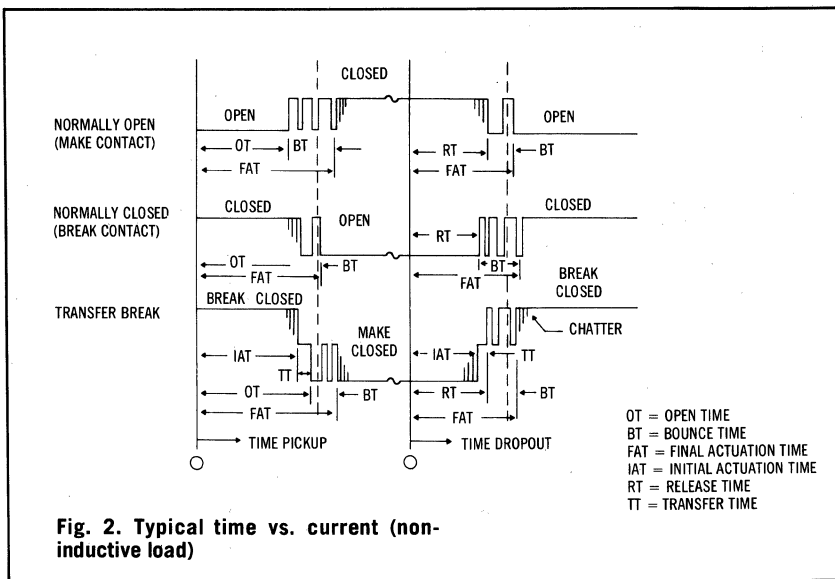 CLOSED
OPEN
OPEN
NORMALLY OPEN
(MAKE CONTACT)
OT
BT
RT
BT
FAT
FAT
CLOSED
CLOSED
NORMALLY CLOSED
(BREAK CONTACT)
OPEN
RT
OT
BT
BT
FAT
FAT
BREAK CLOSED
BREAK
CLOSED
TRANSFER BREAK
CHATTER
MAKE
CLOSED
IAT
IAT
TT
TT
OT
BT
RT
BT
FAT
FAT
TIME PICKUP
TIME DROPOUT
O
O
OT = OPEN TIME
BT = BOUNCE TIME
FAT = FINAL ACTUATION TIME
IAT = INITIAL ACTUATION TIME
RT = RELEASE TIME
TT = TRANSFER TIME
Fig. 2. Typical time vs. current (non-
inductive load)